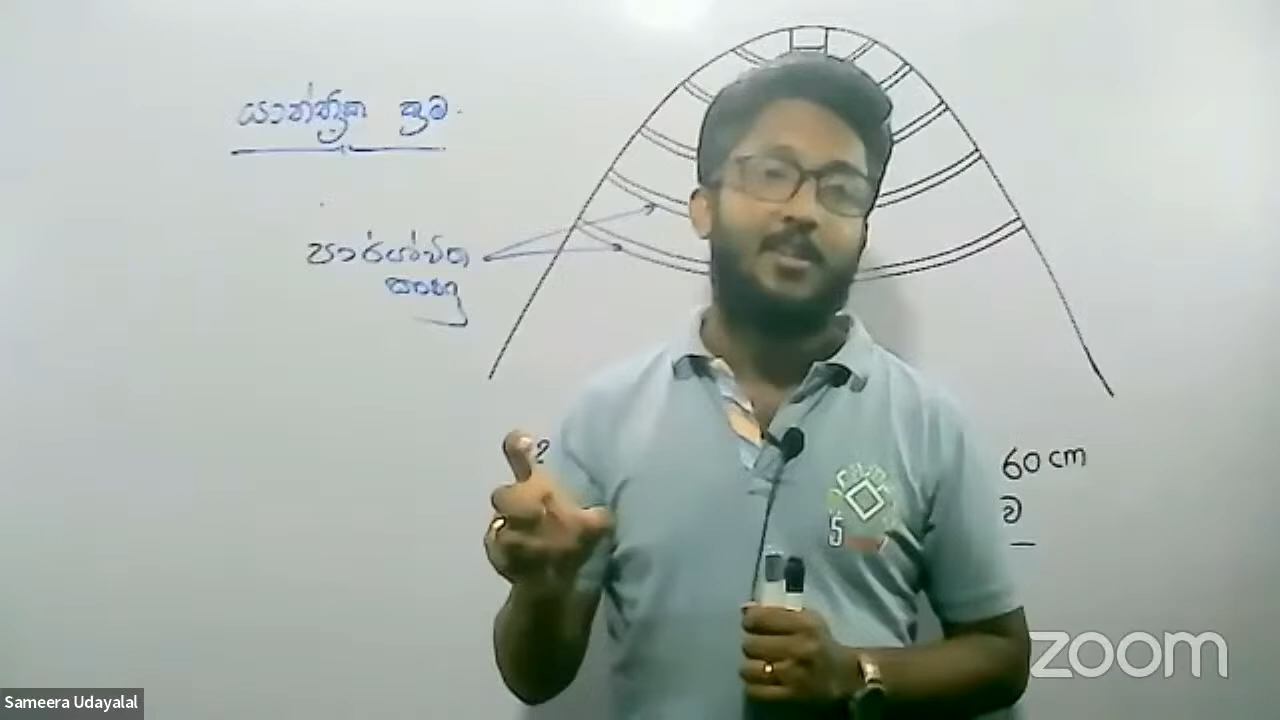 යාන්ත්‍රික ක්‍රම.
පාර්ශ්වික
කානු
?
60 cm
ව
zoom
Sameera Udayalal